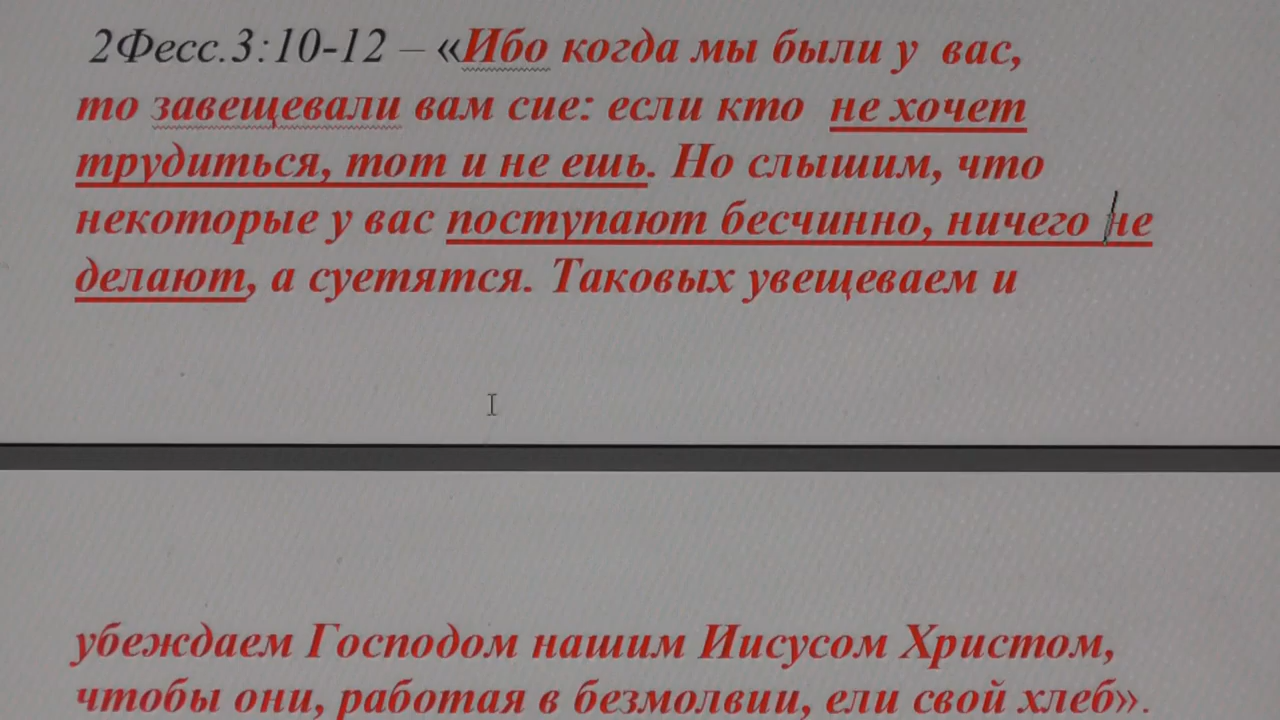 2Фесс.3:10-12 – «Ибо когда мы были у вас,
то завещевали вам сие: если кто не хочет
трудиться, тот и не ешь. Но слышим, что
некоторые у вас поступают бесчинно, ничего не
делают, а суетятся. Таковых увещеваем и
убеждаем Господом нашим Иисусом Христом,
чтобы они, работая в безмолвии, ели свой хлеб».